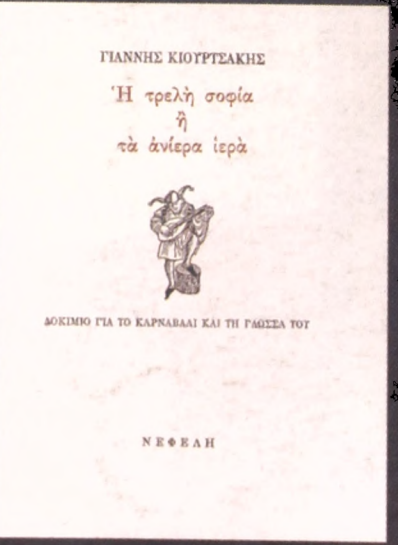 ΓΙΑΝΝΗΣ ΚΙΟΥΡΤΣΑΚΗΣ
Ἡ τρελὴ σοφία
ἢ
τὰ ἀνίερα ἱερὰ
ΔΟΚΙΜΙΟ ΓΙΑ ΤΟ ΚΑΡΝΑΒΑΛΙ ΚΑΙ ΤΗ ΓΛΩΣΣΑ ΤΟΥ
ΝΕΦΕΛΗ